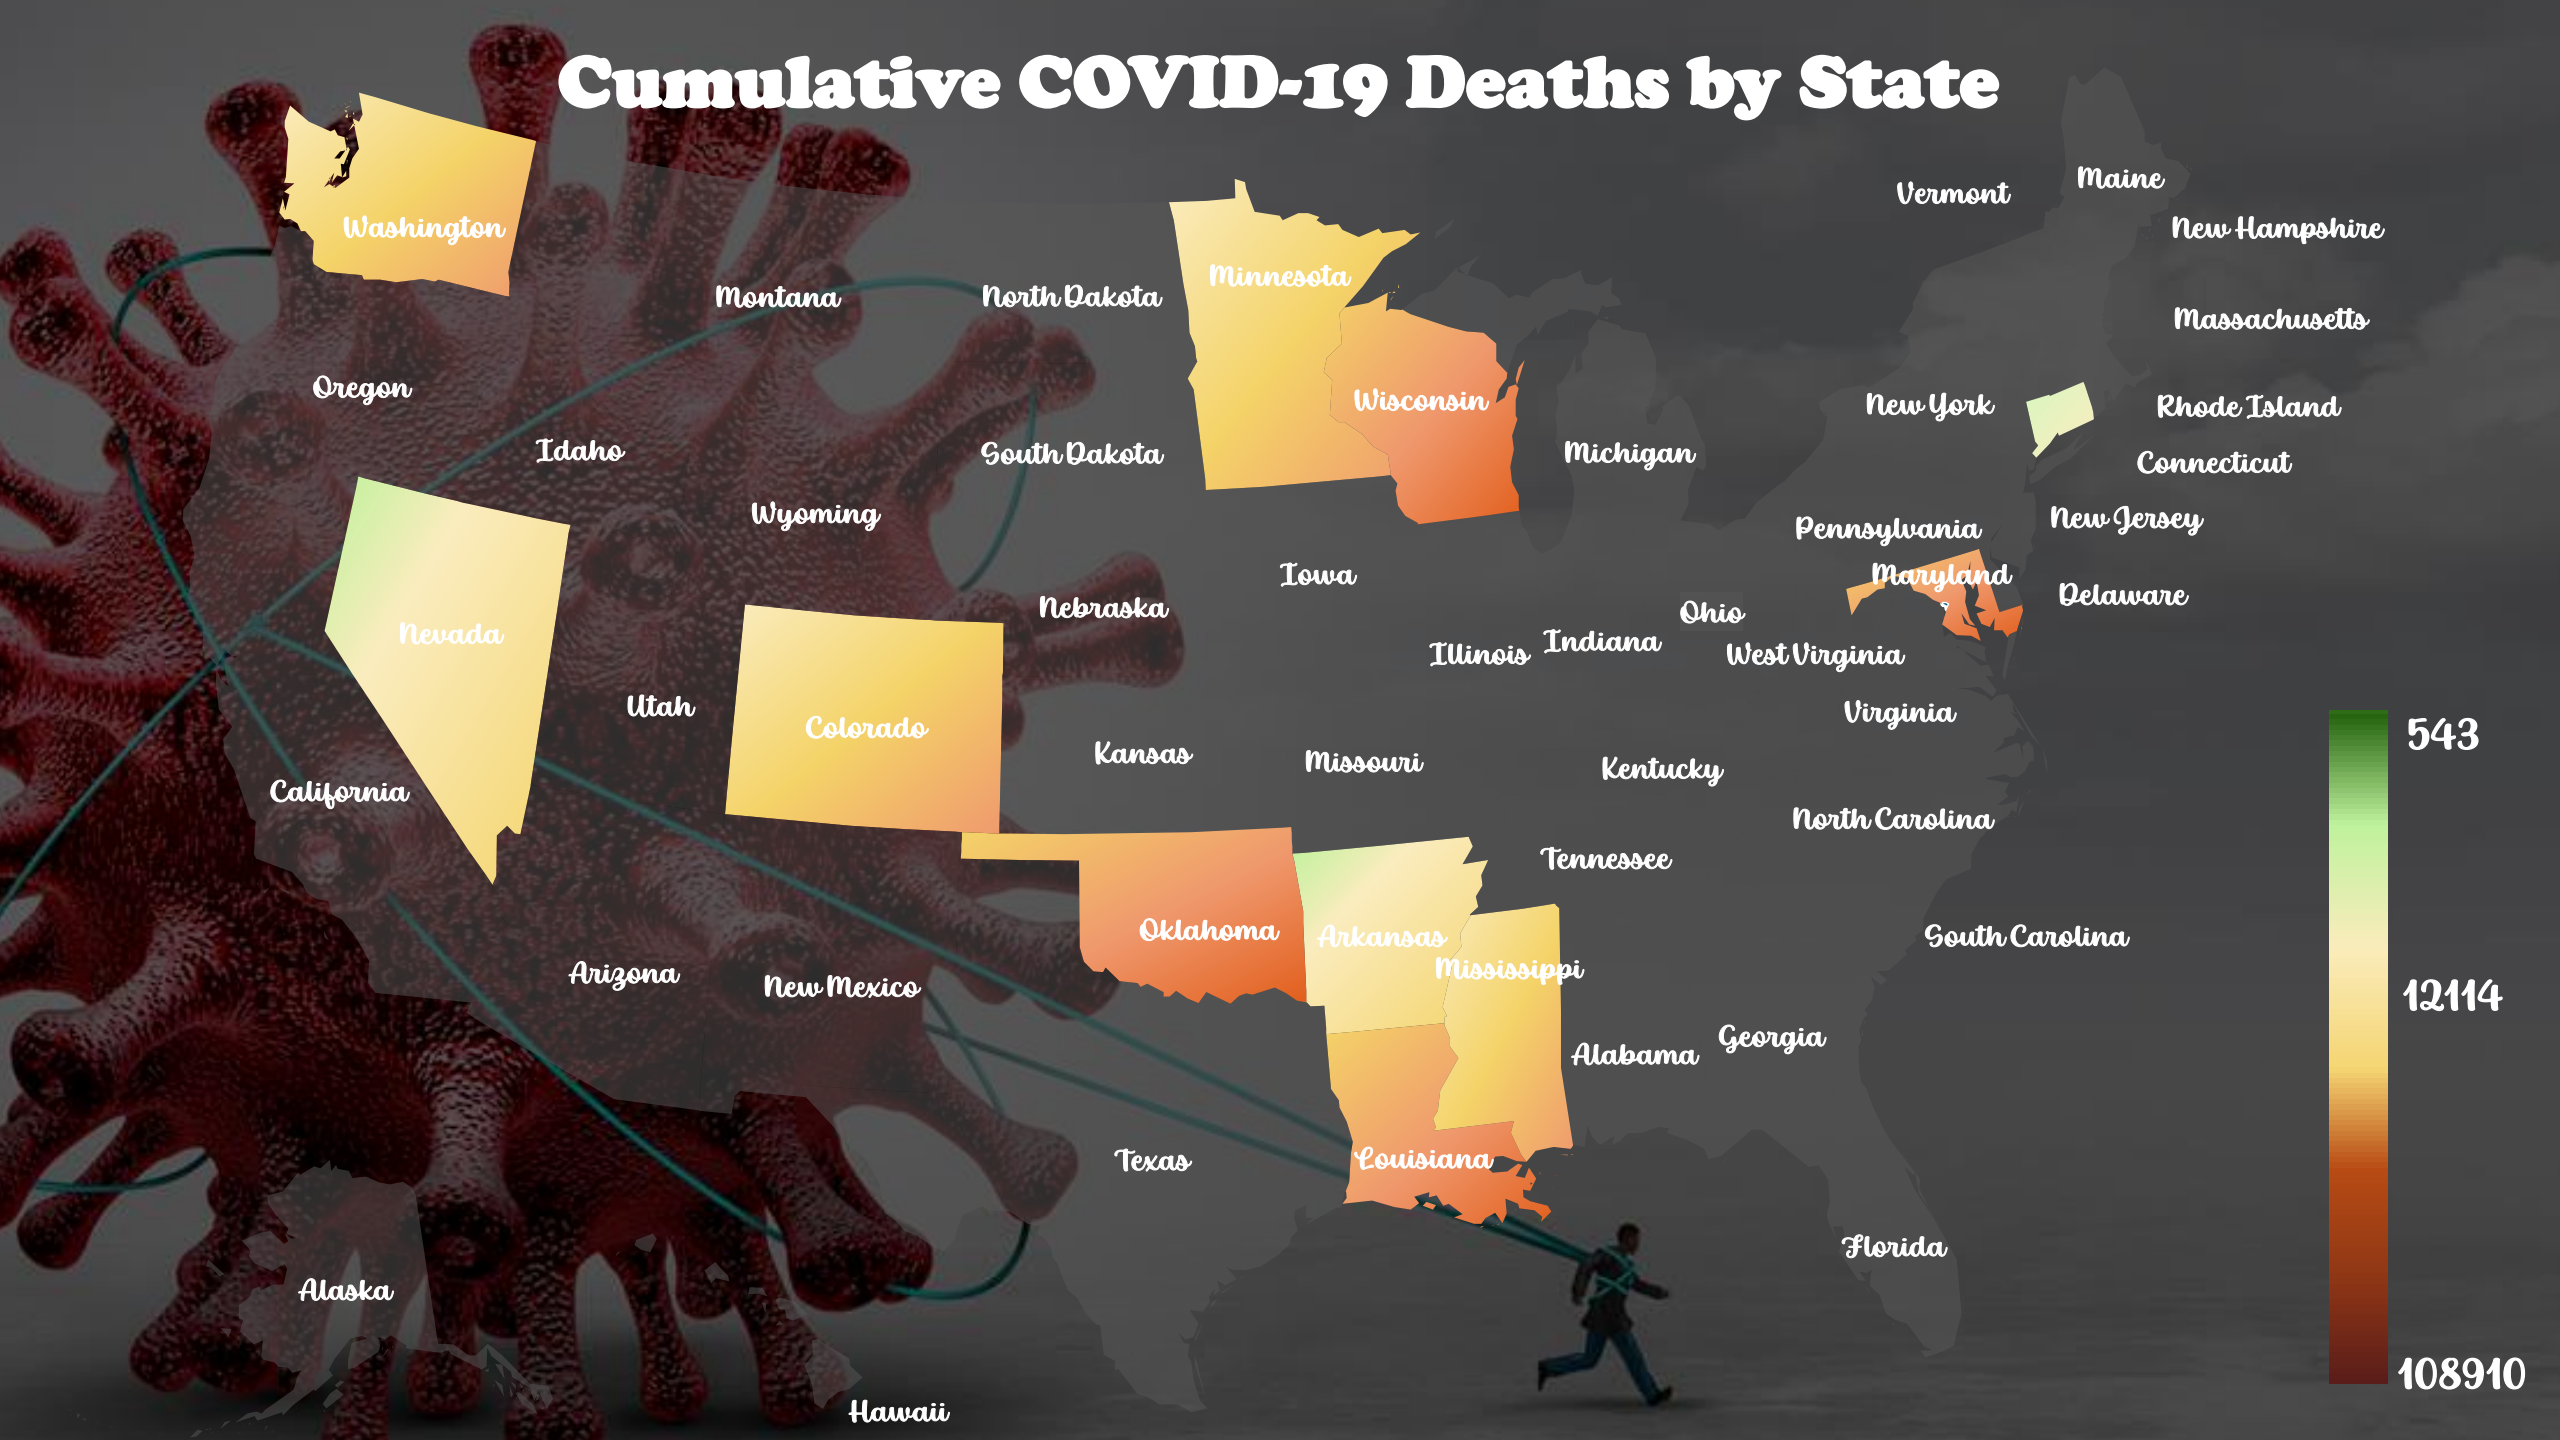 Cumulative COVID-19 Deaths by State
Maine
Vermont
New Hampshire
Washington
Minnesota
Montana
North Dakota
Massachusetts
Oregon
Wisconsin
New York
Rhode Island
Idaho
South Dakota
Michigan
Connecticut
Wyoming
New Jersey
Pennsylvania
Iowa
Maryland
Delaware
Nebraska
Ohio
Nevada
Indiana
Illinois
West Virginia
Utah
Virginia
Colorado
543
Kansas
Missouri
Kentucky
California
North Carolina
Tennessee
Oklahoma
Arkansas
South Carolina
Mississippi
Arizona
New Mexico
12114
Georgia
Alabama
Texas
Louisiana
Florida
Alaska
108910
Hawaii